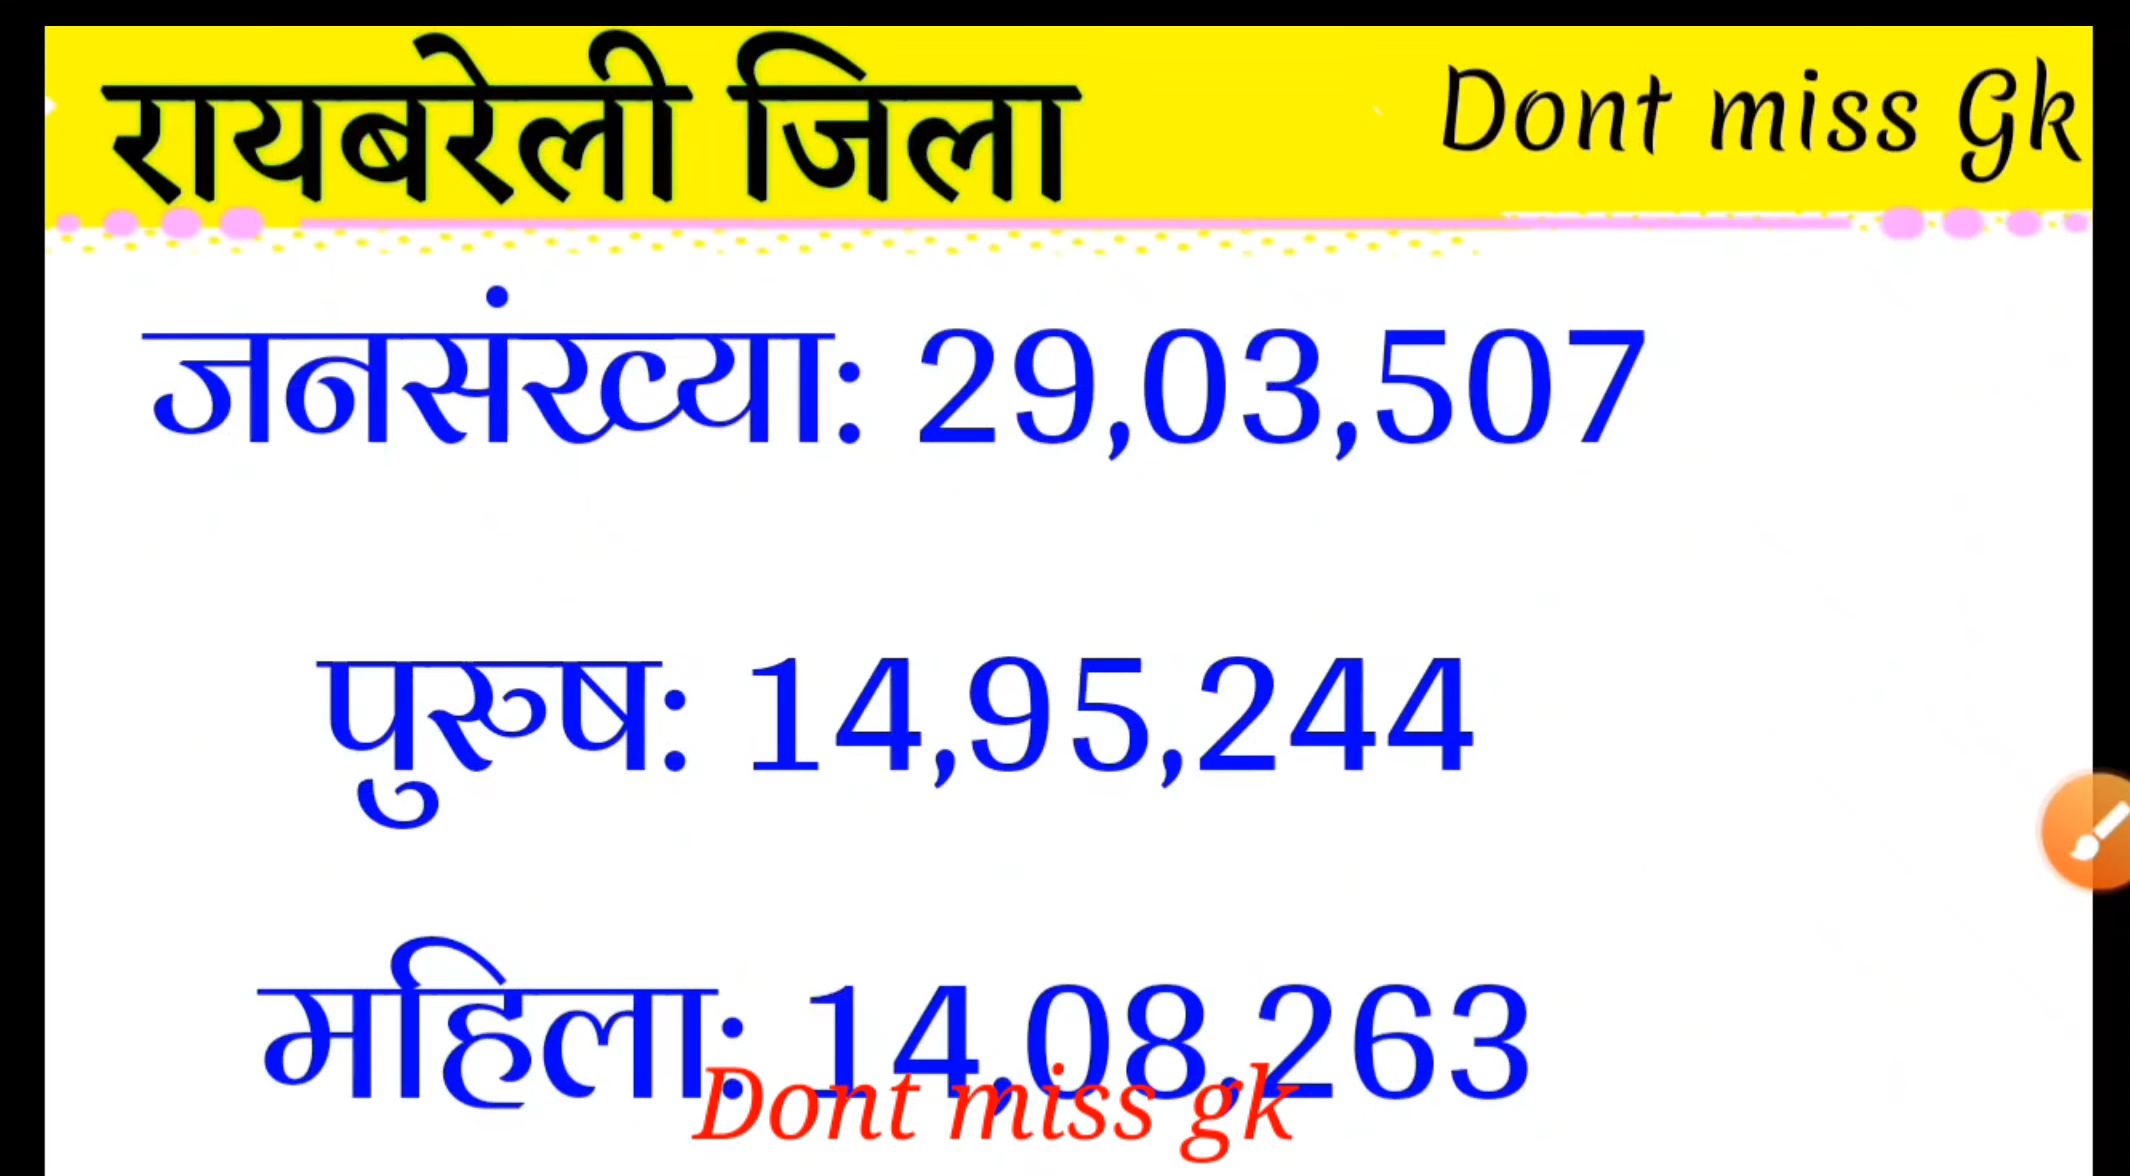 रायबरेली जिला
Dont miss Gk
जनसंख्या: 29,03,507
पुरुष: 14,95,244
महिला: 14,08,263
Dont miss gk